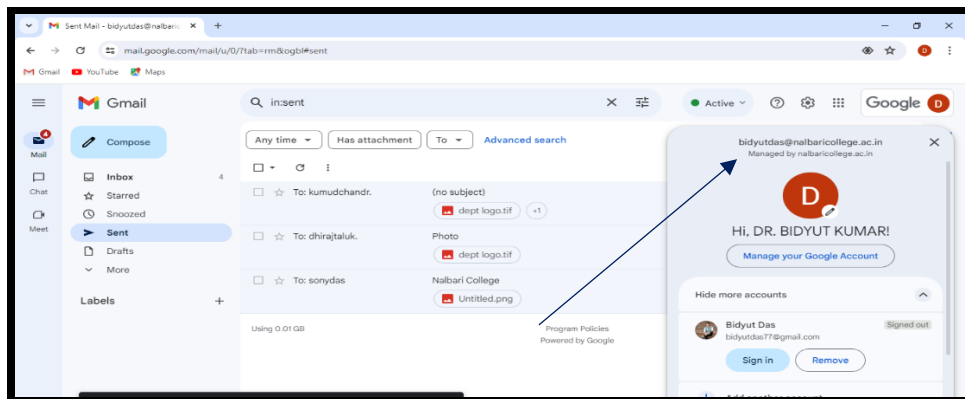 Sent Mail - bidyutdas@nalbaric
mail.google.com/mail/u/0/?tab=rm&ogbl#sent
D
Gmail YouTube Maps
Gmail
in:sent
Active
Google D
4
Mail
Chat
Meet
Compose
Inbox 4
Starred
Snoozed
Sent
Drafts
More
Labels +
Any time Has attachment To Advanced search
To: kumudchandr. (no subject)
dept logo.tif +1
To: dhirajtaluk. Photo
dept logo.tif
To: sonydas Nalbari College
Untitled.png
Using 0.01 GB
Program Policies
Powered by Google
bidyutdas@nalbaricollege.ac.in
Managed by nalbaricollege.ac.in
D
Hi, DR. BIDYUT KUMAR!
Manage your Google Account
Hide more accounts
Bidyut Das Signed out
bidyutdas77@gmail.com
Sign in Remove
Add another account